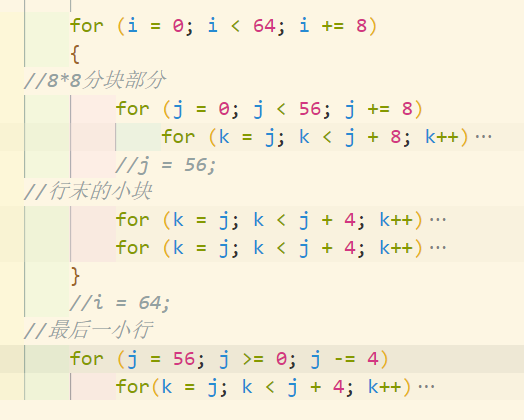 for (i = 0; i < 64; i += 8)
{
//8*8分块部分
for (j = 0; j < 56; j += 8)
for (k = j; k < j + 8; k++)···
//j = 56;
//行末的小块
for (k = j; k < j + 4; k++)···
for (k = j; k < j + 4; k++)···
}
//i = 64;
//最后一小行
for (j = 56; j >= 0; j -= 4)
for(k = j; k < j + 4; k++)···